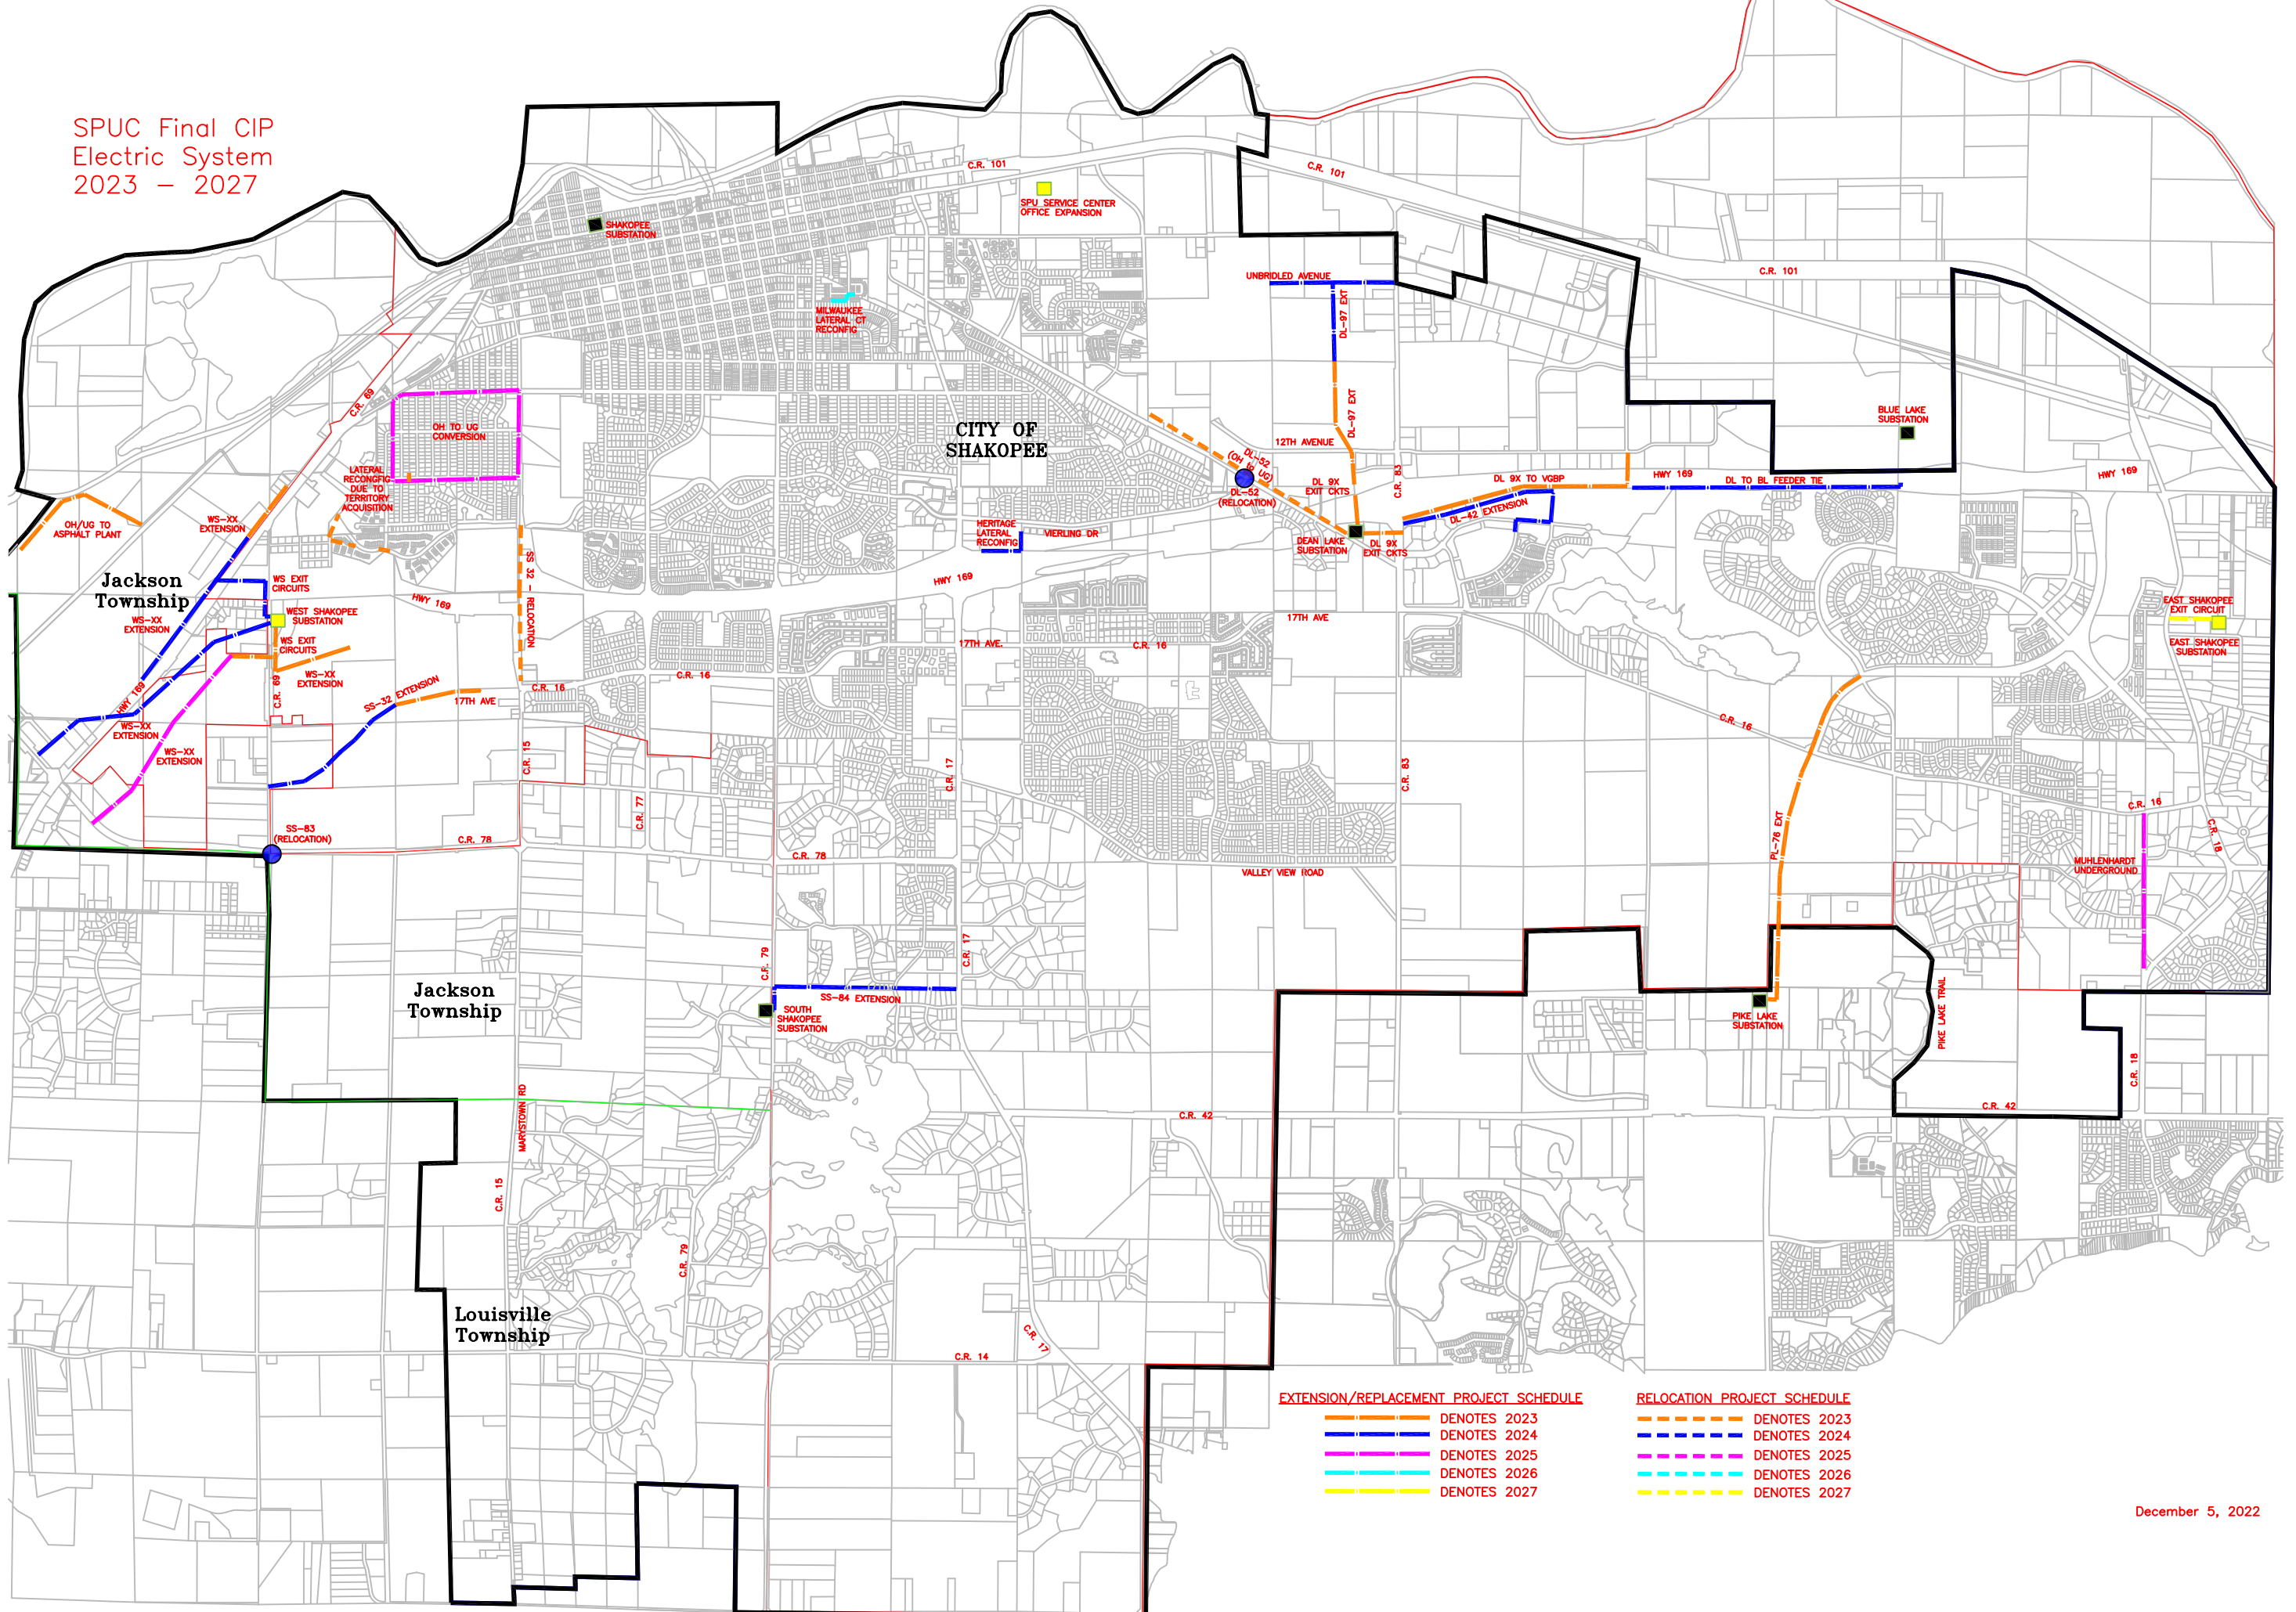 SPUC Final CIP
Electric System
2023 – 2027
C.R. 101
C.R. 101
SPU SERVICE CENTER
OFFICE EXPANSION
SHAKOPEE
SUBSTATION
UNBRIDLED AVENUE
C.R. 101
DL-97 EXT
MILWAUKEE
LATERAL CT
RECONFIG
C.R. 69
OH TO UG
CONVERSION
CITY OF
SHAKOPEE
BLUE LAKE
SUBSTATION
DL-97 EXT
12TH AVENUE
DL-52
(OH to UG)
LATERAL
RECONGFIG
DUE TO
TERRITORY
ACQUISITION
DL-52
(RELOCATION)
DL 9X
EXIT CKTS
C.R. 83
DL 9X TO VGBP
HWY 169
DL TO BL FEEDER TIE
HWY 169
OH/UG TO
ASPHALT PLANT
WS-XX
EXTENSION
HERITAGE
LATERAL
RECONFIG
VIERLING DR
DL-42 EXTENSION
DEAN LAKE
SUBSTATION
DL 9X
EXIT CKTS
Jackson
Township
WS EXIT
CIRCUITS
HWY 169
HWY 169
SS 32 - RELOCATION
WEST SHAKOPEE
SUBSTATION
WS-XX
EXTENSION
17TH AVE
EAST SHAKOPEE
EXIT CIRCUIT
EAST SHAKOPEE
SUBSTATION
WS EXIT
CIRCUITS
17TH AVE.
C.R. 16
WS-XX
EXTENSION
C.R. 69
C.R. 16
C.R. 16
HWY 169
SS-32 EXTENSION
17TH AVE
WS-XX
EXTENSION
C.R. 16
WS-XX
EXTENSION
C.R. 15
C.R. 17
C.R. 83
C.R. 77
C.R. 16
C.R. 18
SS-83
(RELOCATION)
C.R. 78
C.R. 78
VALLEY VIEW ROAD
PL-76 EXT
MUHLENHARDT
UNDERGROUND
C.R. 79
C.R. 17
Jackson
Township
SS-84 EXTENSION
SOUTH
SHAKOPEE
SUBSTATION
PIKE LAKE
SUBSTATION
PIKE LAKE TRAIL
C.R. 18
MARYSTOWN RD
C.R. 42
C.R. 42
C.R. 15
C.R. 79
Louisville
Township
C.R. 17
C.R. 14
EXTENSION/REPLACEMENT PROJECT SCHEDULE
DENOTES 2023
DENOTES 2024
DENOTES 2025
DENOTES 2026
DENOTES 2027
RELOCATION PROJECT SCHEDULE
DENOTES 2023
DENOTES 2024
DENOTES 2025
DENOTES 2026
DENOTES 2027
December 5, 2022